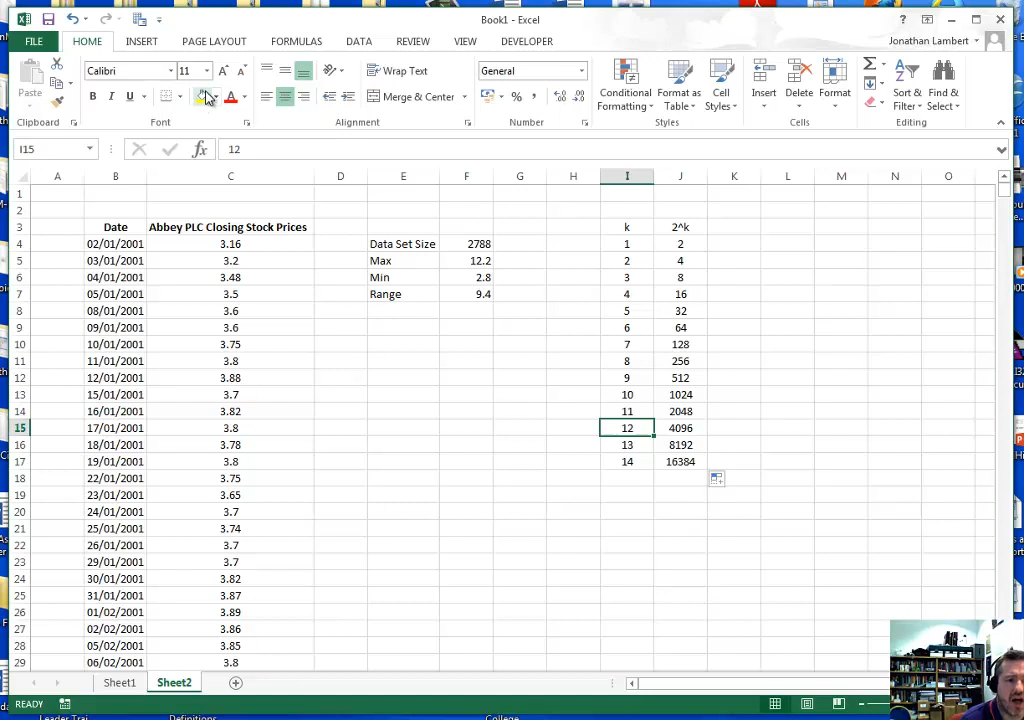 Book1 - Excel
FILE HOME INSERT PAGE LAYOUT FORMULAS DATA REVIEW VIEW DEVELOPER Jonathan Lambert
Calibri 11 Wrap Text General
Paste B I U Merge & Center % , Conditional Formatting Format as Table Cell Styles Insert Delete Format Sort & Filter Find & Select
Clipboard Font Alignment Number Styles Cells Editing
I15 fx 12
A B C D E F G H I J K L M N O
1
2
3 Date Abbey PLC Closing Stock Prices k 2^k
4 02/01/2001 3.16 Data Set Size 2788 1 2
5 03/01/2001 3.2 Max 12.2 2 4
6 04/01/2001 3.48 Min 2.8 3 8
7 05/01/2001 3.5 Range 9.4 4 16
8 08/01/2001 3.6 5 32
9 09/01/2001 3.6 6 64
10 10/01/2001 3.75 7 128
11 11/01/2001 3.8 8 256
12 12/01/2001 3.88 9 512
13 15/01/2001 3.7 10 1024
14 16/01/2001 3.82 11 2048
15 17/01/2001 3.8 12 4096
16 18/01/2001 3.78 13 8192
17 19/01/2001 3.8 14 16384
18 22/01/2001 3.75
19 23/01/2001 3.65
20 24/01/2001 3.7
21 25/01/2001 3.74
22 26/01/2001 3.7
23 29/01/2001 3.7
24 30/01/2001 3.82
25 31/01/2001 3.87
26 01/02/2001 3.89
27 02/02/2001 3.86
28 05/02/2001 3.85
29 06/02/2001 3.8
Sheet1 Sheet2
READY
Leader Trai Definitions College